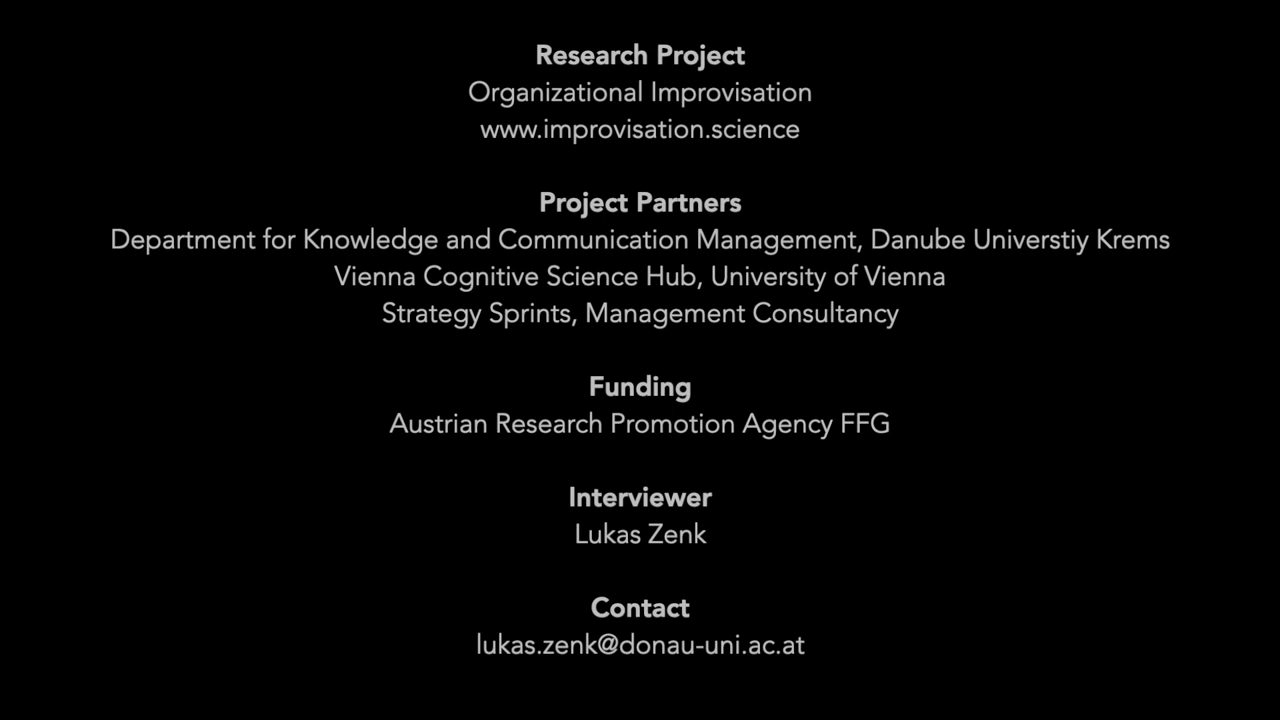 Research Project
Organizational Improvisation
www.improvisation.science
Project Partners
Department for Knowledge and Communication Management, Danube Universtiy Krems
Vienna Cognitive Science Hub, University of Vienna
Strategy Sprints, Management Consultancy
Funding
Austrian Research Promotion Agency FFG
Interviewer
Lukas Zenk
Contact
lukas.zenk@donau-uni.ac.at